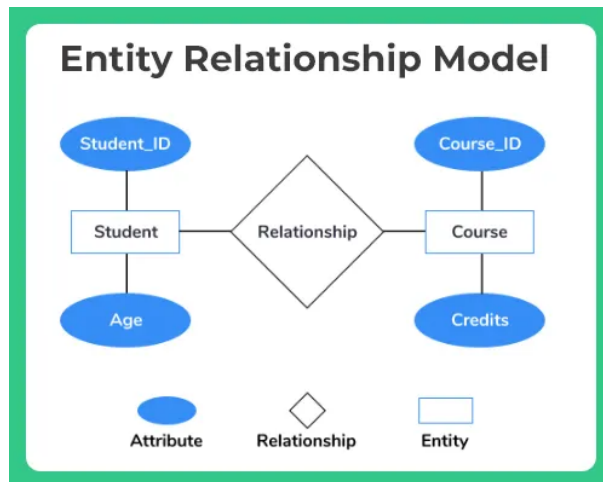 Entity Relationship Model
Student_ID
Course_ID
Student
Relationship
Course
Age
Credits
Attribute
Relationship
Entity